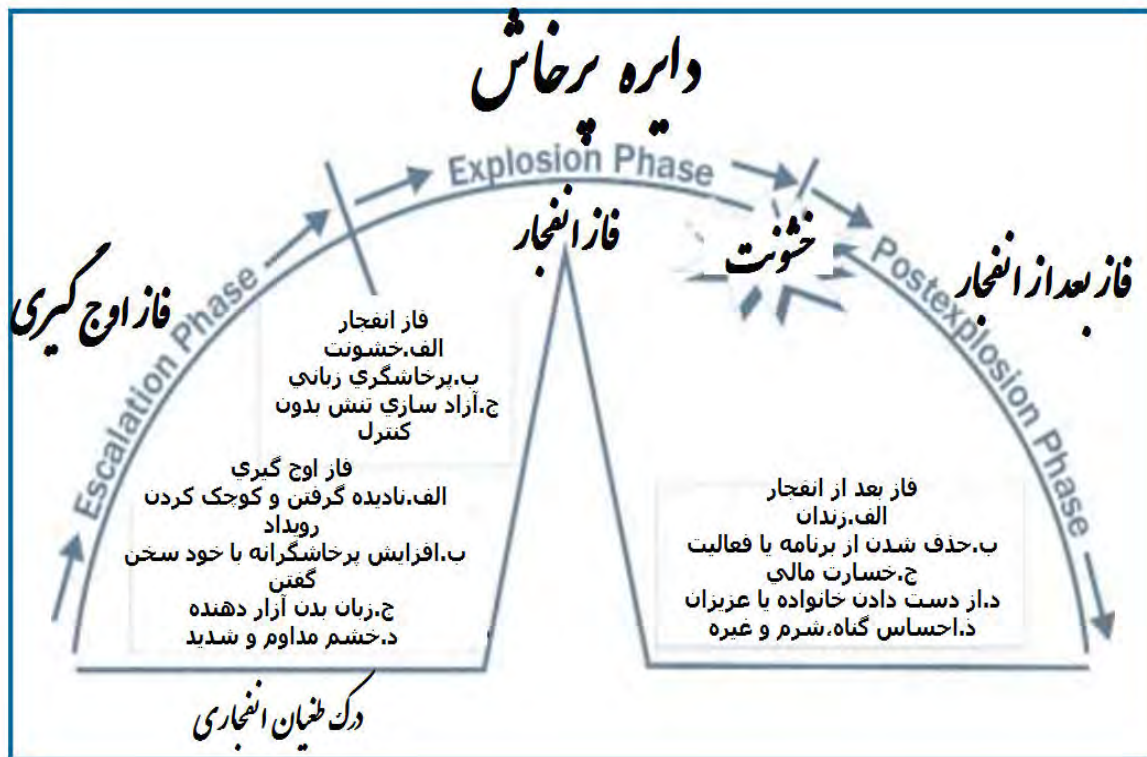 دایره پرخاش
Explosion Phase
فاز انفجار
خشونت
Escalation Phase
فاز اوج گیری
Postexplosion Phase
فاز بعد از انفجار
فاز انفجار
الف.خشونت
ب.پرخاشگري زباني
ج.آزاد سازي تنش بدون
کنترل
فاز اوج گيري
الف.ناديده گرفتن و کوچک کردن
رويداد
ب.افزايش پرخاشگرانه با خود سخن
گفتن
ج.زبان بدن آزار دهنده
د.خشم مداوم و شديد
فاز بعد از انفجار
الف.زندان
ب.حذف شدن از برنامه يا فعاليت
ج.خسارت مالي
د.از دست دادن خانواده يا عزيزان
ذ.احساس گناه،شرم و غيره
درک طغیان انفجاری